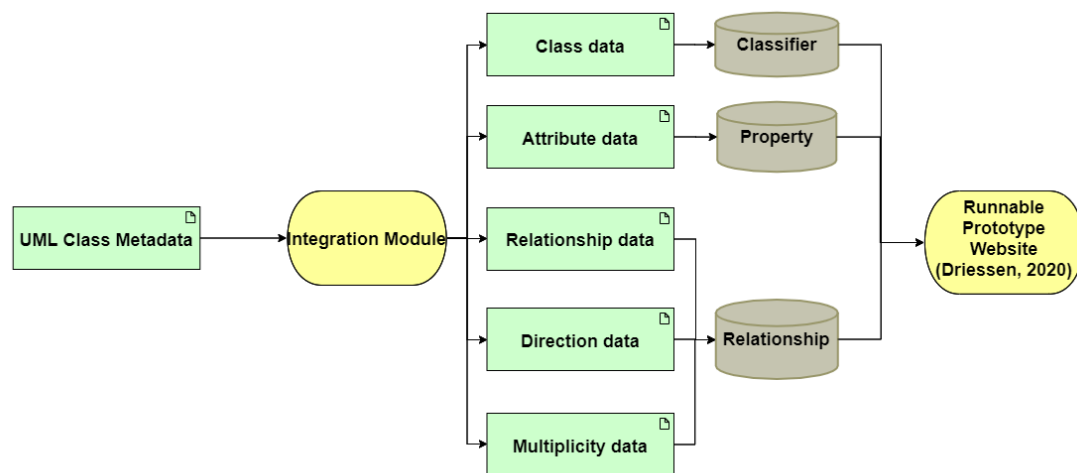 Class data
Classifier
Attribute data
Property
UML Class Metadata
Integration Module
Relationship data
Runnable
Prototype
Website
(Driessen, 2020)
Direction data
Relationship
Multiplicity data